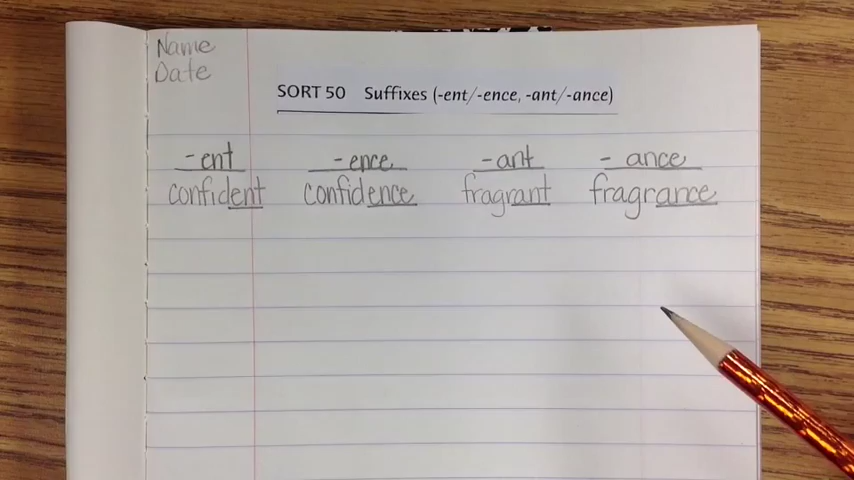 Name
Date
SORT 50 Suffixes (-ent/-ence, -ant/-ance)
-ent -ence -ant - ance
confident confidence fragrant fragrance